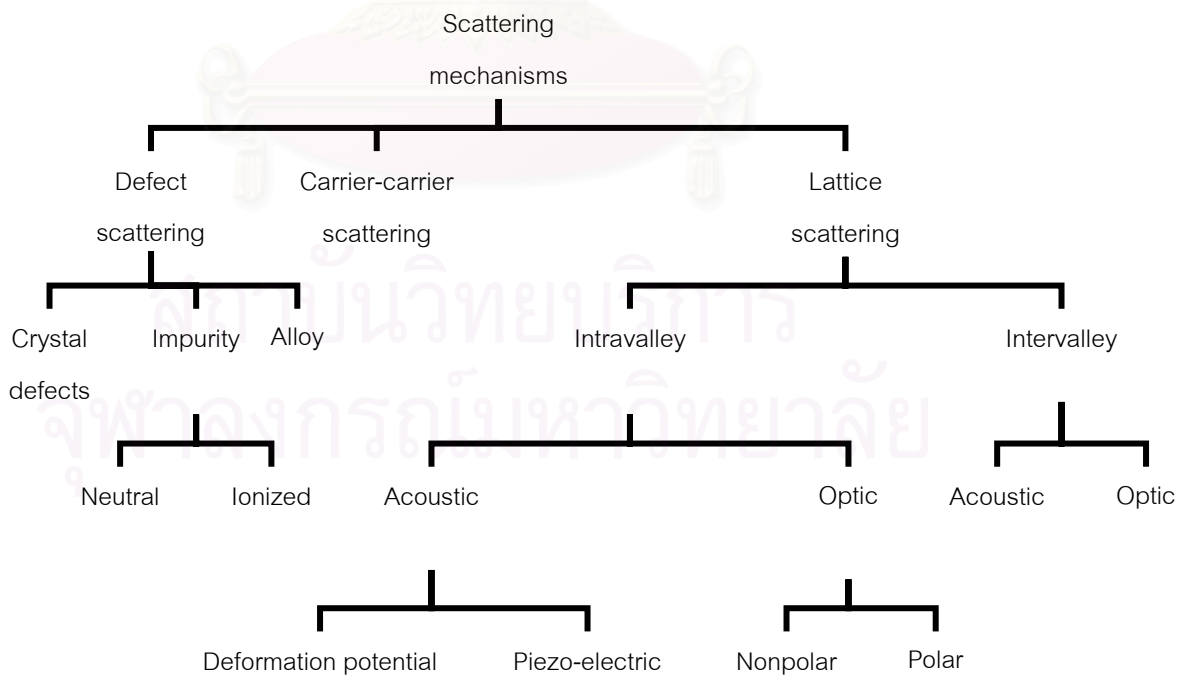 Scattering
mechanisms
Defect
scattering
Carrier-carrier
scattering
Lattice
scattering
Crystal
defects
Impurity
Alloy
Intravalley
Intervalley
Neutral
Ionized
Acoustic
Optic
Acoustic
Optic
Deformation potential
Piezo-electric
Nonpolar
Polar
สถาบันวิทยบริการ
จุฬาลงกรณ์มหาวิทยาลัย